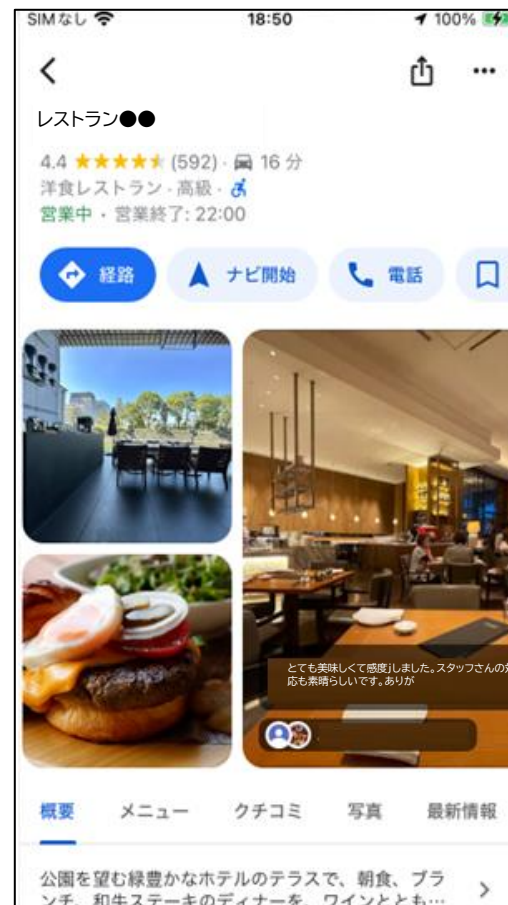 SIMなし 18:50 100%
レストラン●●
4.4 ★★★★★ (592)・ 16 分
洋食レストラン・高級・
営業中・営業終了: 22:00
経路 ナビ開始 電話
とても美味しくて感度jしました。スタッフさんの対
応も素晴らしいです。ありが
概要 メニュー クチコミ 写真 最新情報
公園を望む緑豊かなホテルのテラスで、朝食、ブラ
ンチ、和牛ステーキのディナーを、ワインととも…